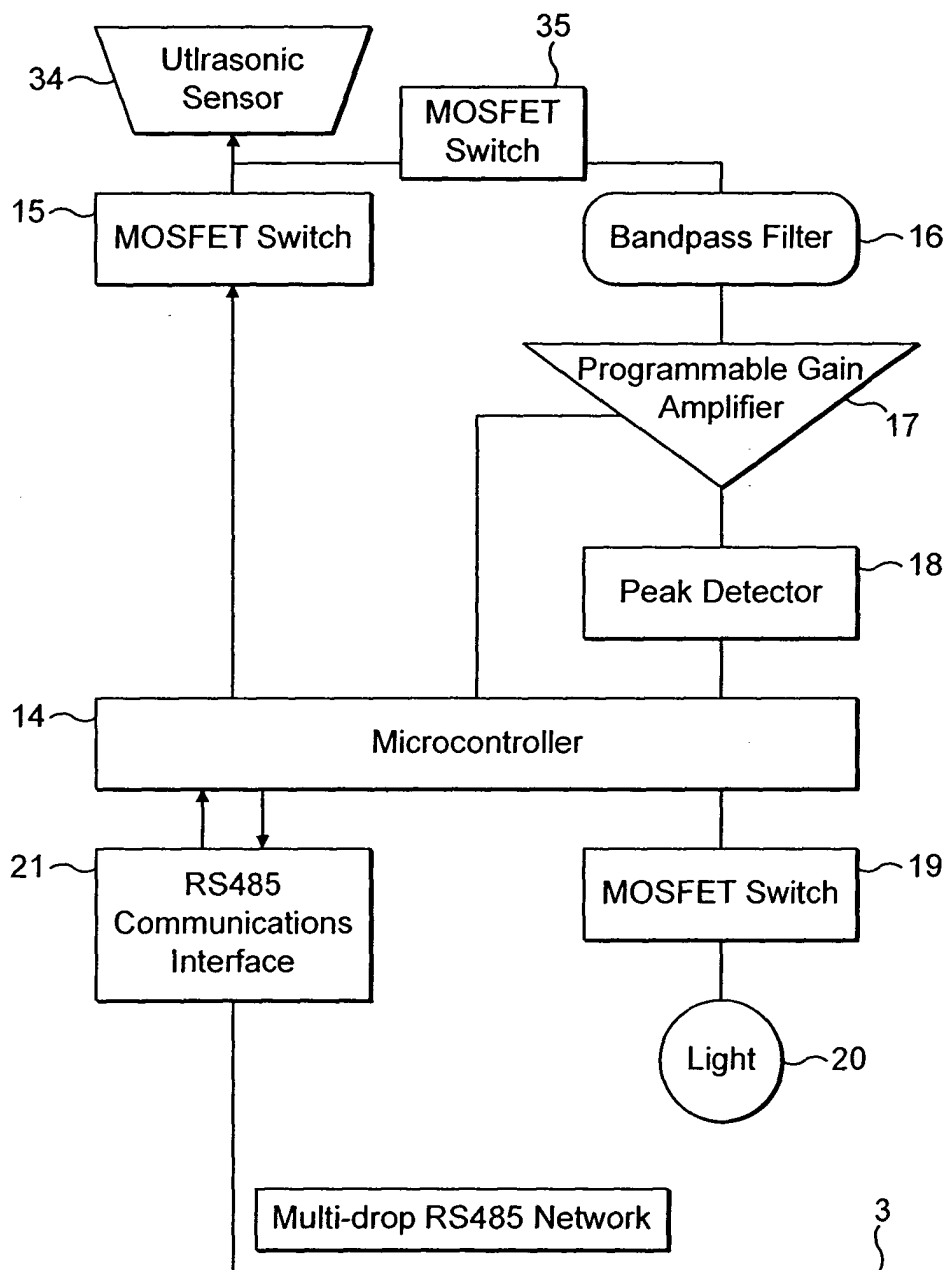 34
Utlrasonic
Sensor
35
MOSFET
Switch
15
MOSFET Switch
Bandpass Filter
16
Programmable Gain
Amplifier
17
Peak Detector
18
14
Microcontroller
21
RS485
Communications
Interface
MOSFET Switch
19
Light
20
Multi-drop RS485 Network
3